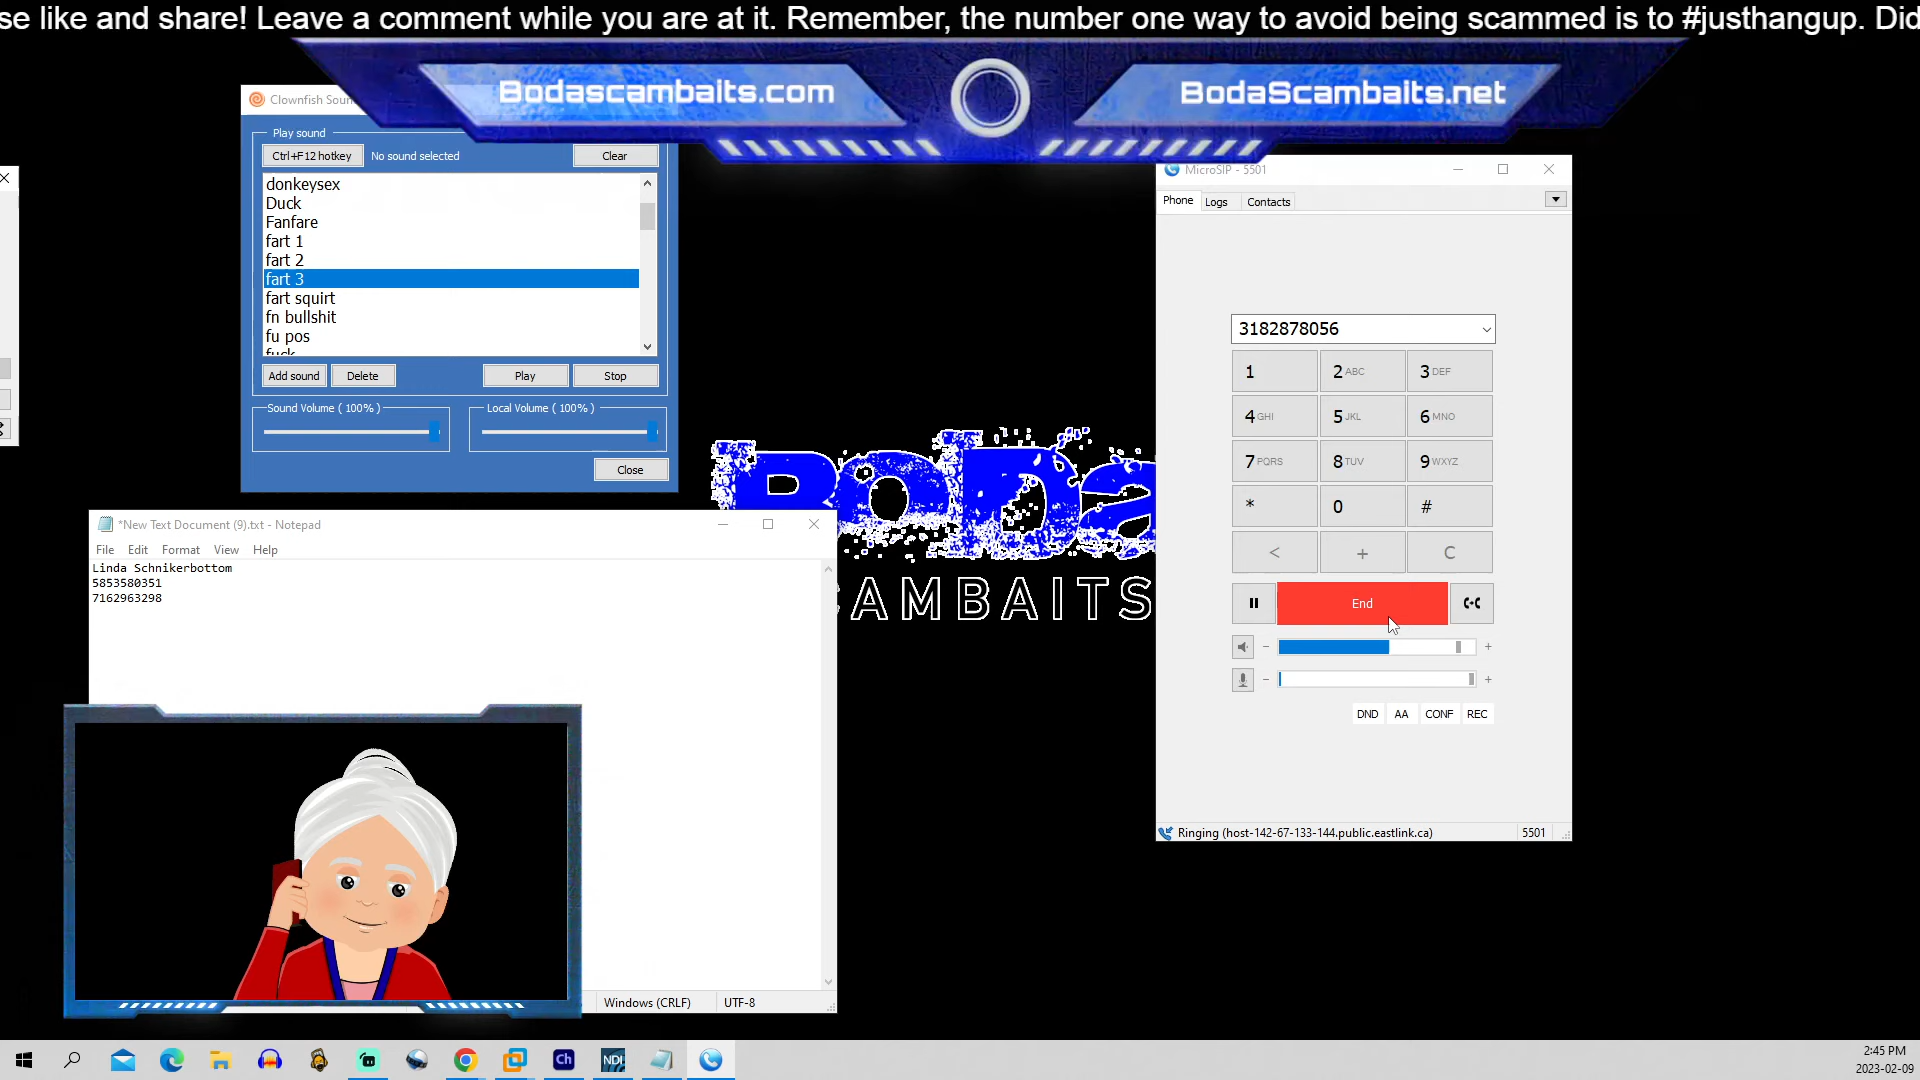 se like and share! Leave a comment while you are at it. Remember, the number one way to avoid being scammed is to #justhangup. Did
Bodascambaits.com
BodaScambaits.net
Clownfish Soun
Play sound
Ctrl+F12 hotkey
No sound selected
Clear
donkeysex
Duck
Fanfare
fart 1
fart 2
fart 3
fart squirt
fn bullshit
fu pos
fuck
Add sound
Delete
Play
Stop
Sound Volume ( 100% )
Local Volume ( 100% )
Close
MicroSIP - 5501
Phone
Logs
Contacts
3182878056
1
2 ABC
3 DEF
4 GHI
5 JKL
6 MNO
7 PQRS
8 TUV
9 WXYZ
*
0
#
<
+
C
End
− +
− +
DND
AA
CONF
REC
Ringing (host-142-67-133-144.public.eastlink.ca)
5501
BoDa
CAMBAITS
*New Text Document (9).txt - Notepad
File
Edit
Format
View
Help
Linda Schnikerbottom
5853580351
7162963298
Windows (CRLF)
UTF-8
Ch
NDI
2:45 PM
2023-02-09